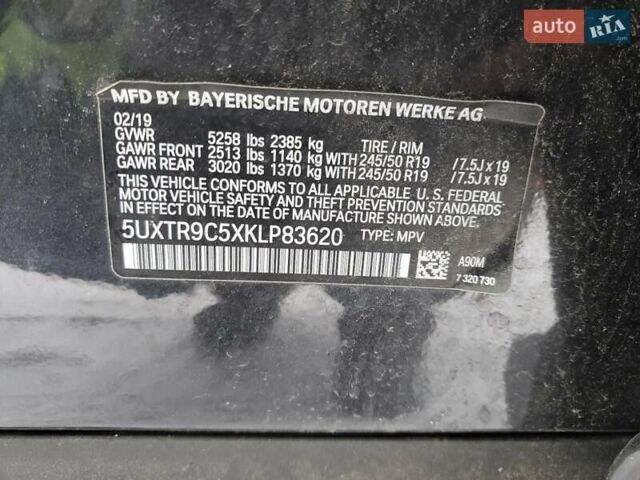 auto RIA.com
MFD BY BAYERISCHE MOTOREN WERKE AG
02/19
GVWR 5258 lbs 2385 kg TIRE / RIM
GAWR FRONT 2513 lbs 1140 kg WITH 245/50 R19 /7.5J x 19
GAWR REAR 3020 lbs 1370 kg WITH 245/50 R19 /7.5J x 19
THIS VEHICLE CONFORMS TO ALL APPLICABLE U. S. FEDERAL
MOTOR VEHICLE SAFETY AND THEFT PREVENTION STANDARDS
IN EFFECT ON THE DATE OF MANUFACTURE SHOWN ABOVE.
5UXTR9C5XKLP83620 TYPE: MPV
A90M
7 320 730